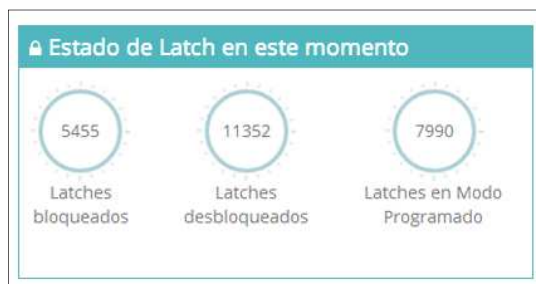 Estado de Latch en este momento
5455
11352
7990
Latches
bloqueados
Latches
desbloqueados
Latches en Modo
Programado